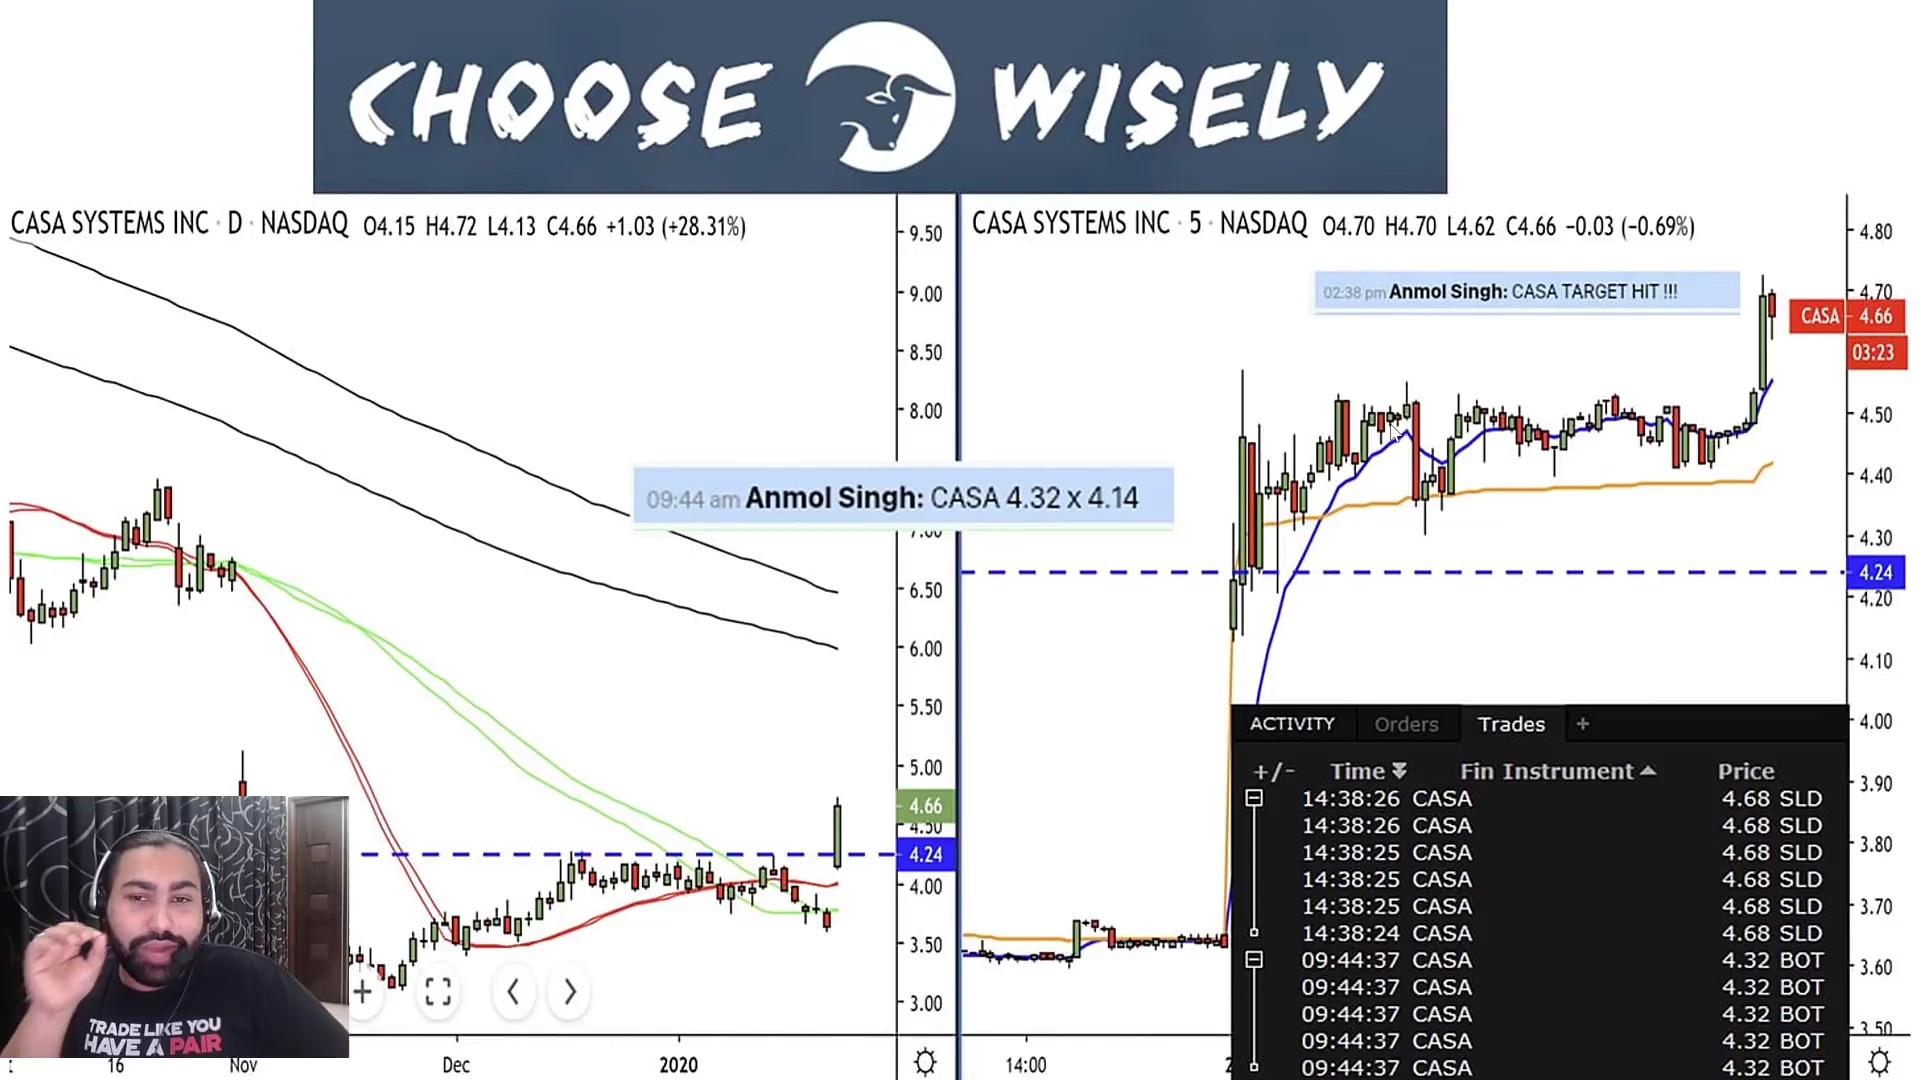 CHOOSE WISELY
CASA SYSTEMS INC · D · NASDAQ O4.15 H4.72 L4.13 C4.66 +1.03 (+28.31%)
9.50
9.00
8.50
8.00
7.00
6.50
6.00
5.50
5.00
4.66
4.50
4.24
4.00
3.50
3.00
09:44 am Anmol Singh: CASA 4.32 x 4.14
16
Nov
Dec
2020
TRADE LIKE YOU
HAVE A PAIR
CASA SYSTEMS INC · 5 · NASDAQ O4.70 H4.70 L4.62 C4.66 −0.03 (−0.69%)
02:38 pm Anmol Singh: CASA TARGET HIT !!!
4.80
4.70
CASA 4.66
03:23
4.50
4.40
4.30
4.24
4.20
4.10
4.00
3.90
3.80
3.70
3.60
3.50
14:00
ACTIVITY Orders Trades +
+/- Time Fin Instrument Price
14:38:26 CASA 4.68 SLD
14:38:26 CASA 4.68 SLD
14:38:25 CASA 4.68 SLD
14:38:25 CASA 4.68 SLD
14:38:25 CASA 4.68 SLD
14:38:24 CASA 4.68 SLD
09:44:37 CASA 4.32 BOT
09:44:37 CASA 4.32 BOT
09:44:37 CASA 4.32 BOT
09:44:37 CASA 4.32 BOT
09:44:37 CASA 4.32 BOT